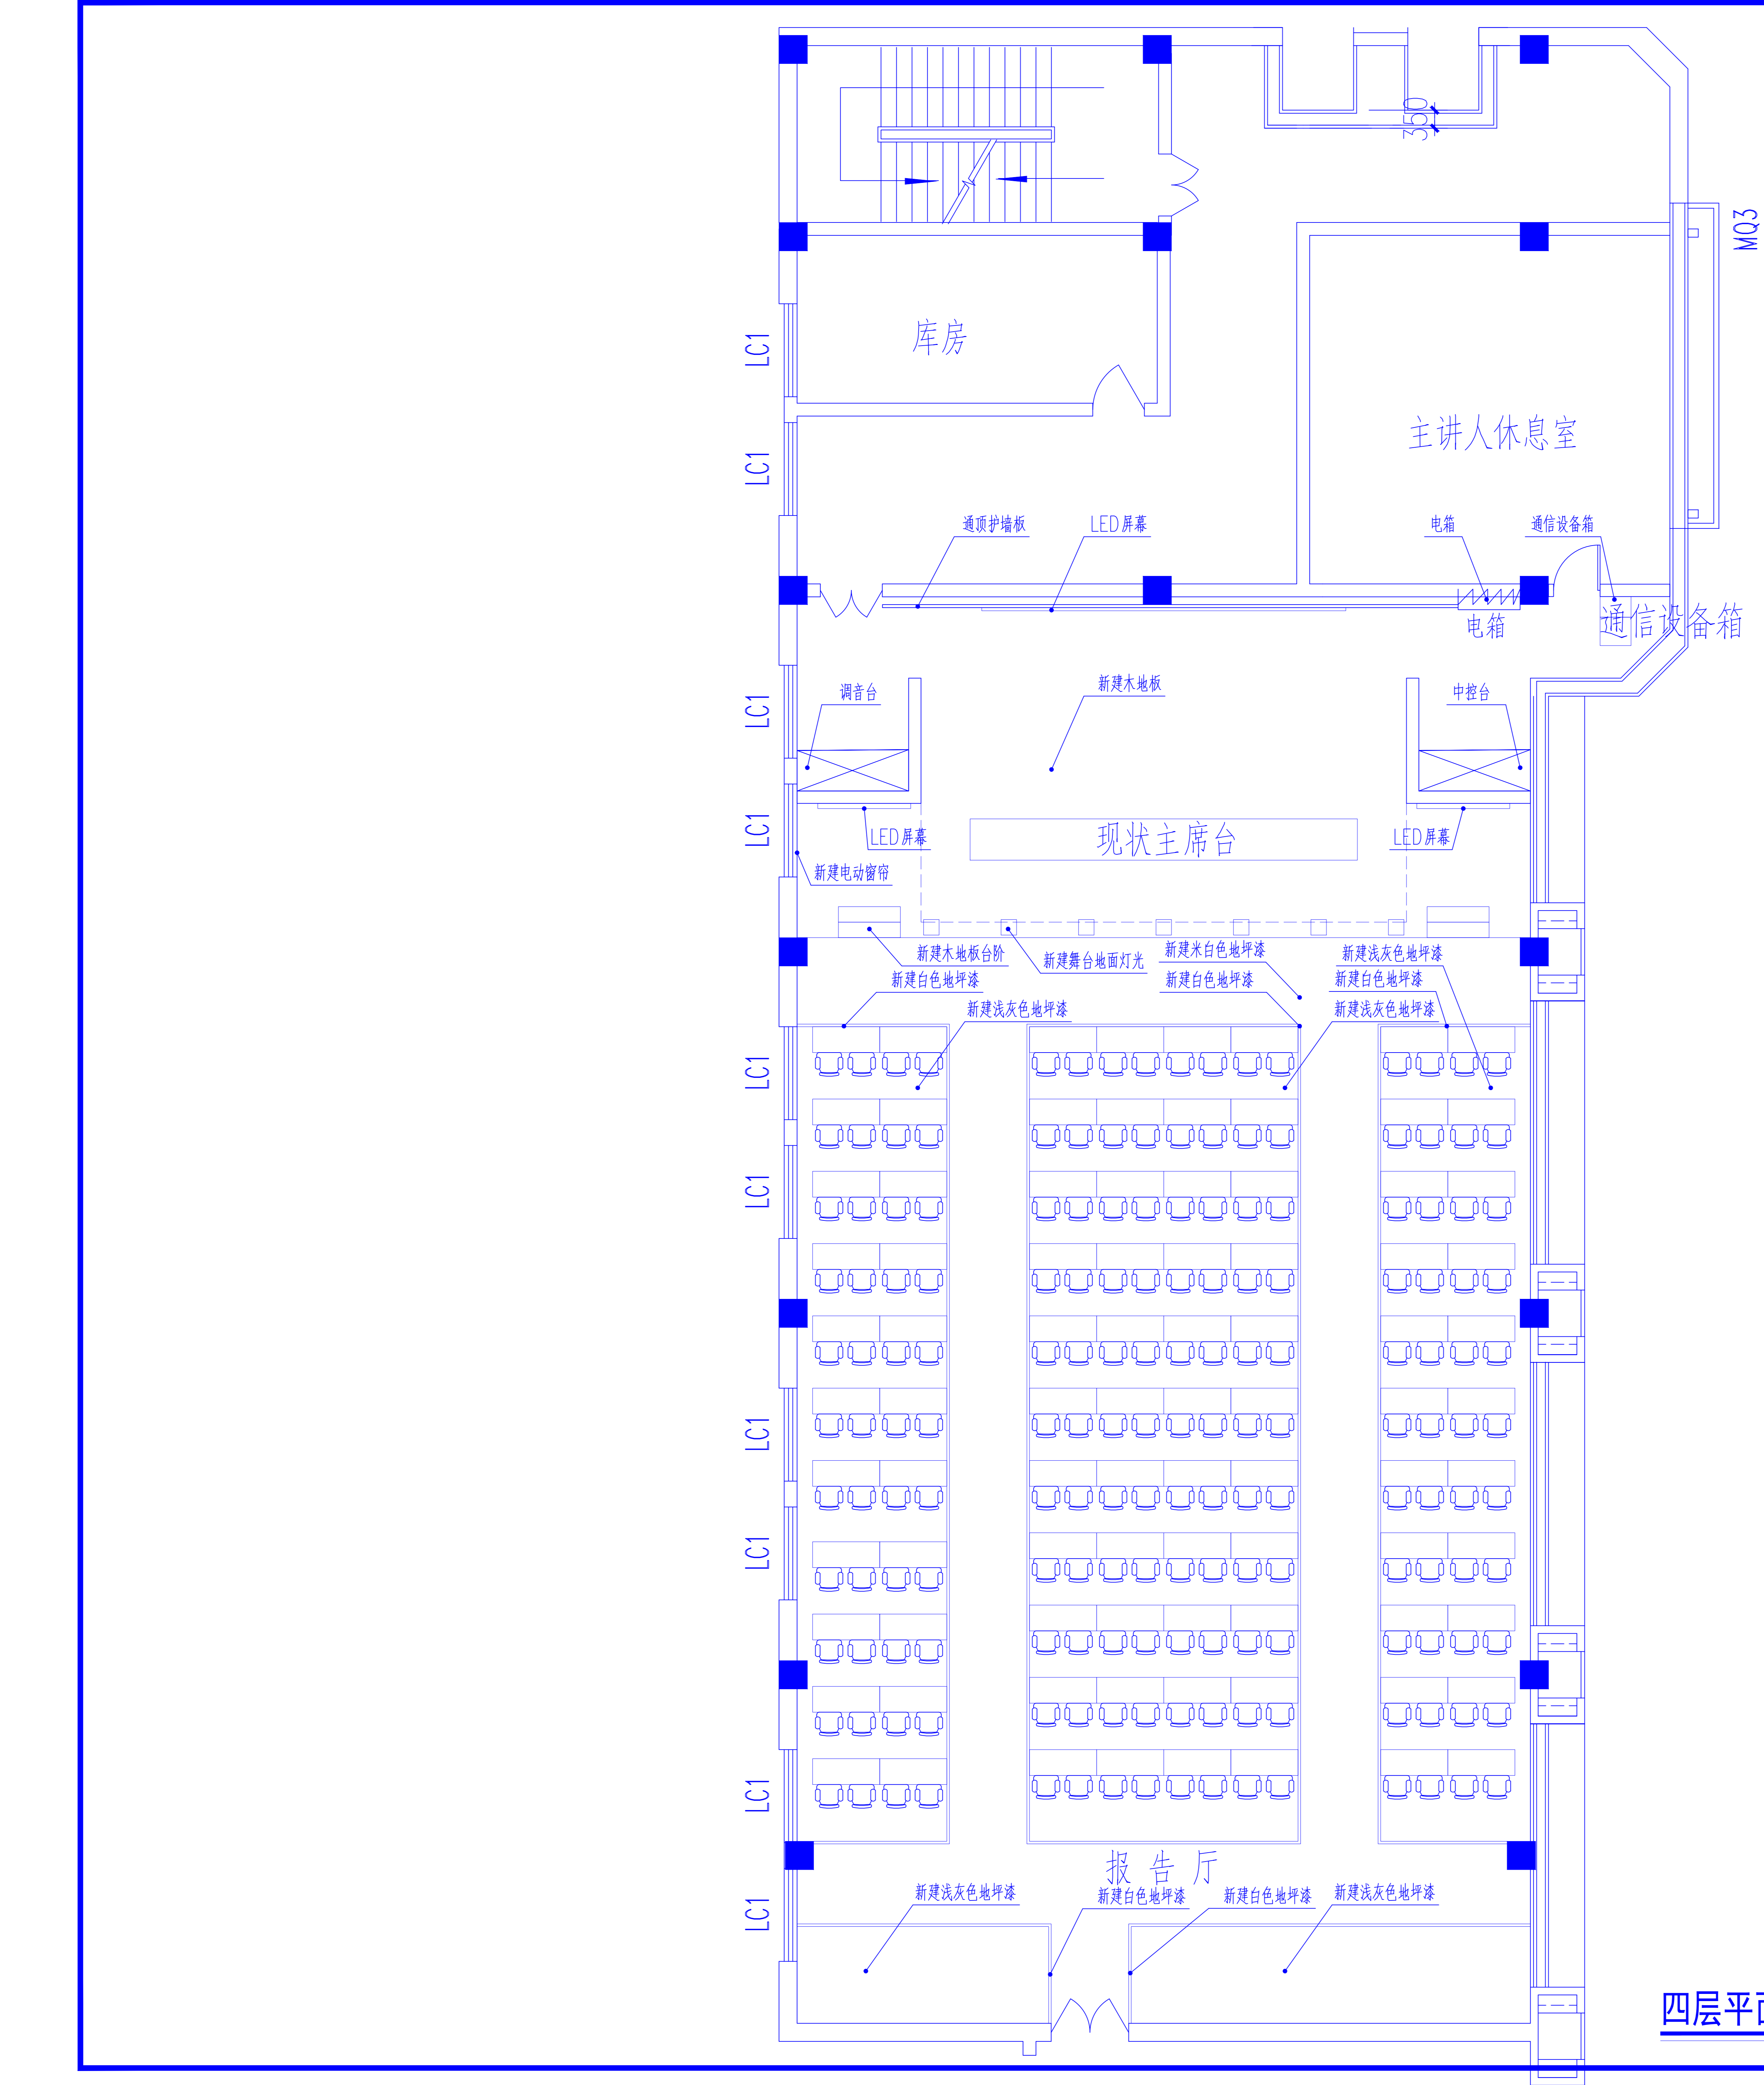 350
MQ3
LC1
库房
主讲人休息室
LC1
通顶护墙板
LED屏幕
电箱
通信设备箱
电箱
通信设备箱
LC1
调音台
新建木地板
中控台
LC1
LED屏幕
现状主席台
LED屏幕
新建电动窗帘
新建木地板台阶
新建舞台地面灯光
新建米白色地坪漆
新建浅灰色地坪漆
新建白色地坪漆
新建白色地坪漆
新建白色地坪漆
新建浅灰色地坪漆
新建浅灰色地坪漆
LC1
LC1
LC1
LC1
LC1
报告厅
新建浅灰色地坪漆
新建白色地坪漆
新建白色地坪漆
新建浅灰色地坪漆
LC1
四层平